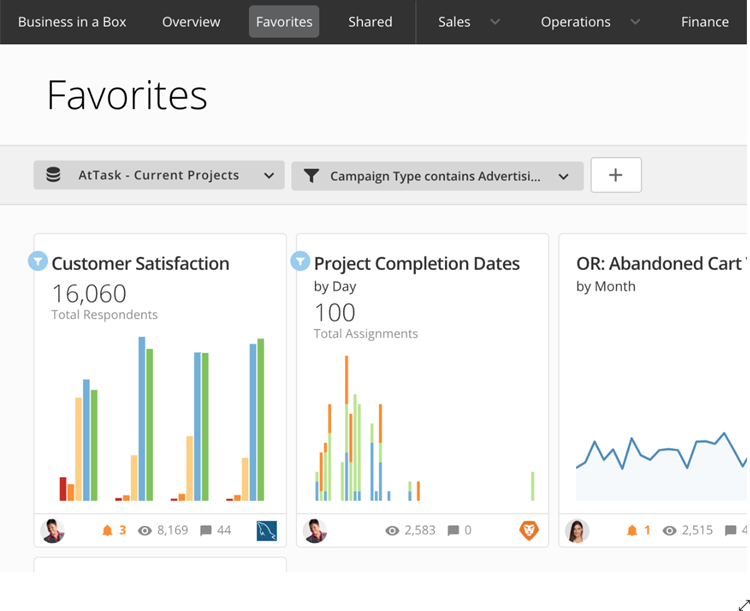 Business in a Box Overview Favorites Shared Sales Operations Finance
Favorites
AtTask - Current Projects Campaign Type contains Advertisi...
Customer Satisfaction
16,060
Total Respondents
3 8,169 44
Project Completion Dates
by Day
100
Total Assignments
2,583 0
OR: Abandoned Cart
by Month
1 2,515 4